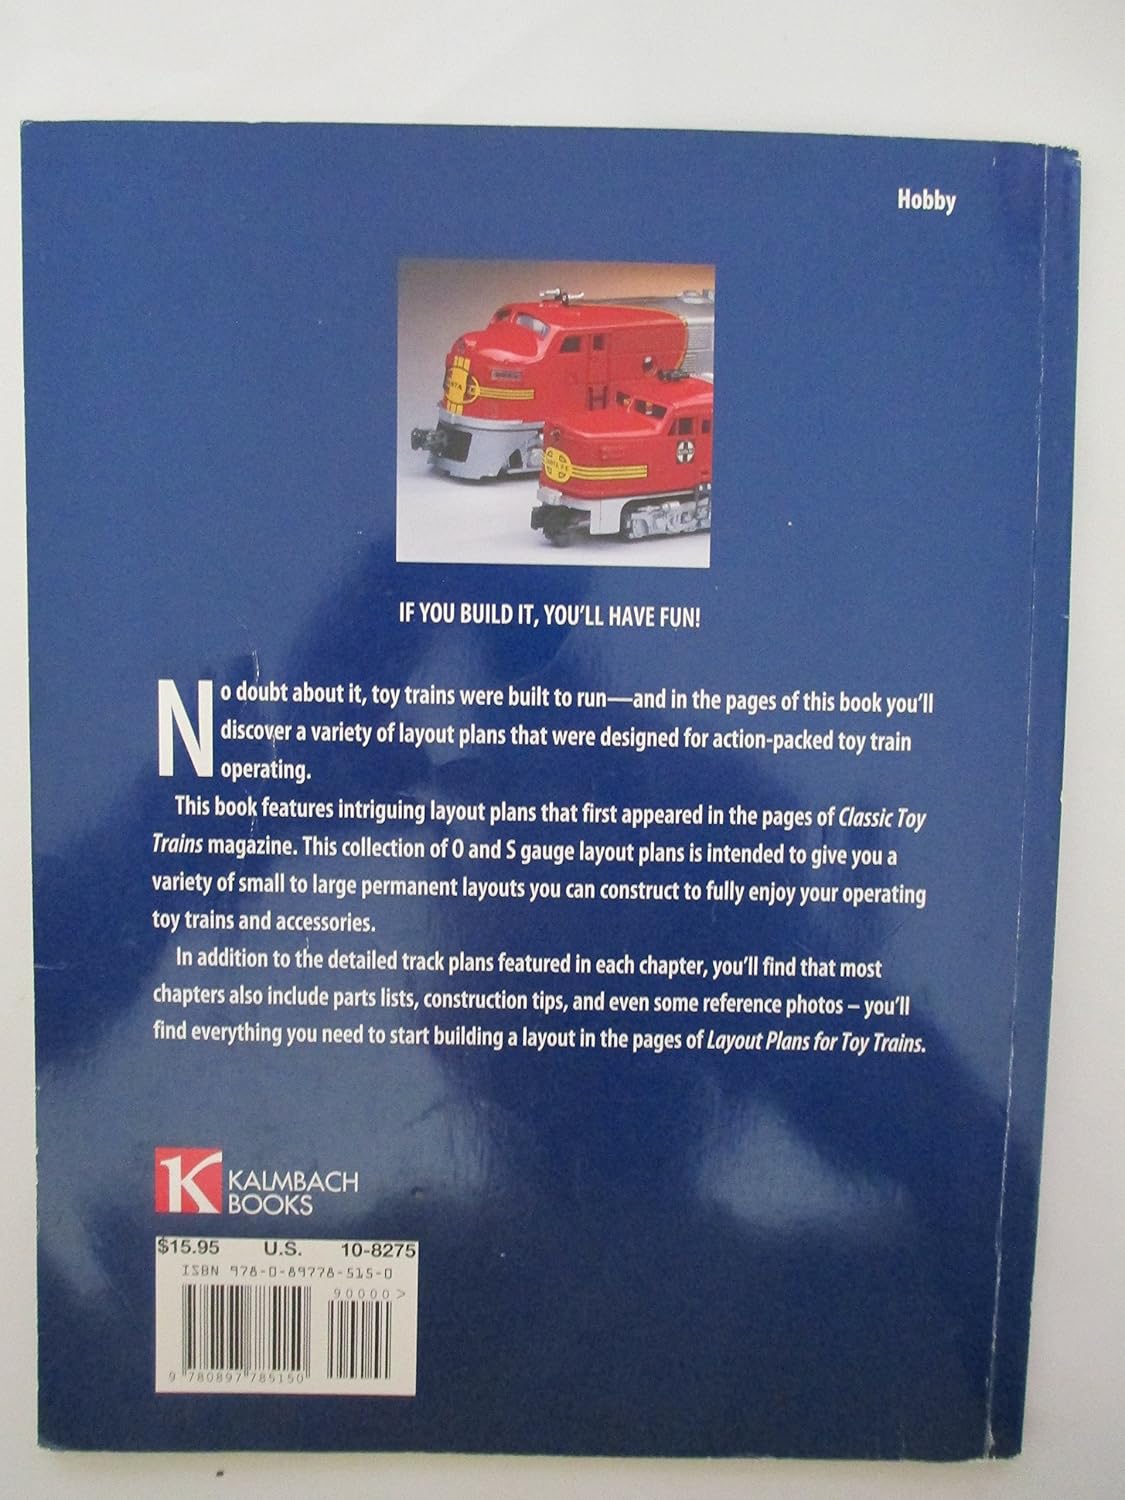 Hobby
SANTA FE
IF YOU BUILD IT, YOU'LL HAVE FUN!
No doubt about it, toy trains were built to run—and in the pages of this book you'll
discover a variety of layout plans that were designed for action-packed toy train
operating.
This book features intriguing layout plans that first appeared in the pages of Classic Toy
Trains magazine. This collection of O and S gauge layout plans is intended to give you a
variety of small to large permanent layouts you can construct to fully enjoy your operating
toy trains and accessories.
In addition to the detailed track plans featured in each chapter, you'll find that most
chapters also include parts lists, construction tips, and even some reference photos – you'll
find everything you need to start building a layout in the pages of Layout Plans for Toy Trains.
K KALMBACH
BOOKS
$15.95 U.S. 10-8275
ISBN 978-0-89778-515-0
90000>
9 780897 785150